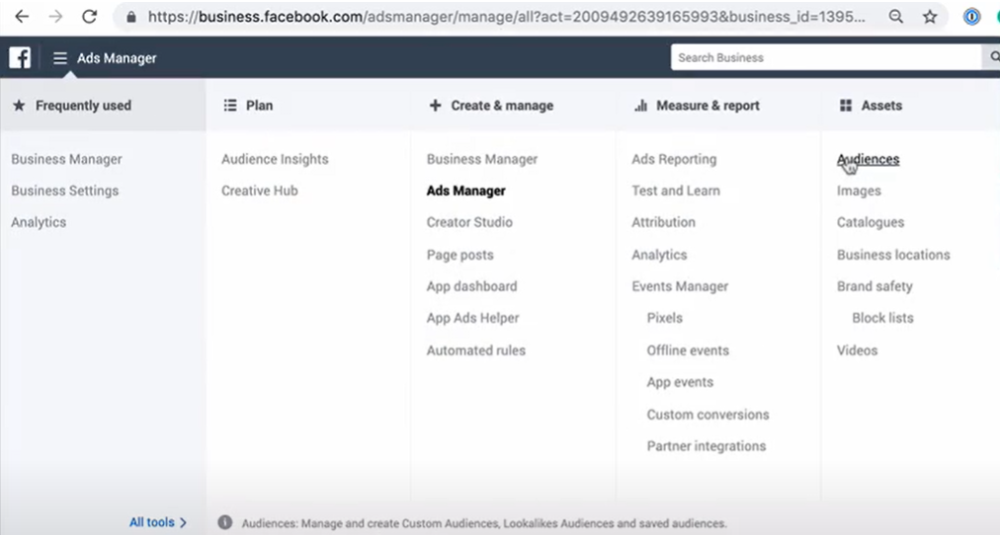 https://business.facebook.com/adsmanager/manage/all?act=2009492639165993&business_id=1395...
Ads Manager
Search Business
Frequently used
Business Manager
Business Settings
Analytics
All tools
Plan
Audience Insights
Creative Hub
Create & manage
Business Manager
Ads Manager
Creator Studio
Page posts
App dashboard
App Ads Helper
Automated rules
Measure & report
Ads Reporting
Test and Learn
Attribution
Analytics
Events Manager
Pixels
Offline events
App events
Custom conversions
Partner integrations
Assets
Audiences
Images
Catalogues
Business locations
Brand safety
Block lists
Videos
Audiences: Manage and create Custom Audiences, Lookalikes Audiences and saved audiences.